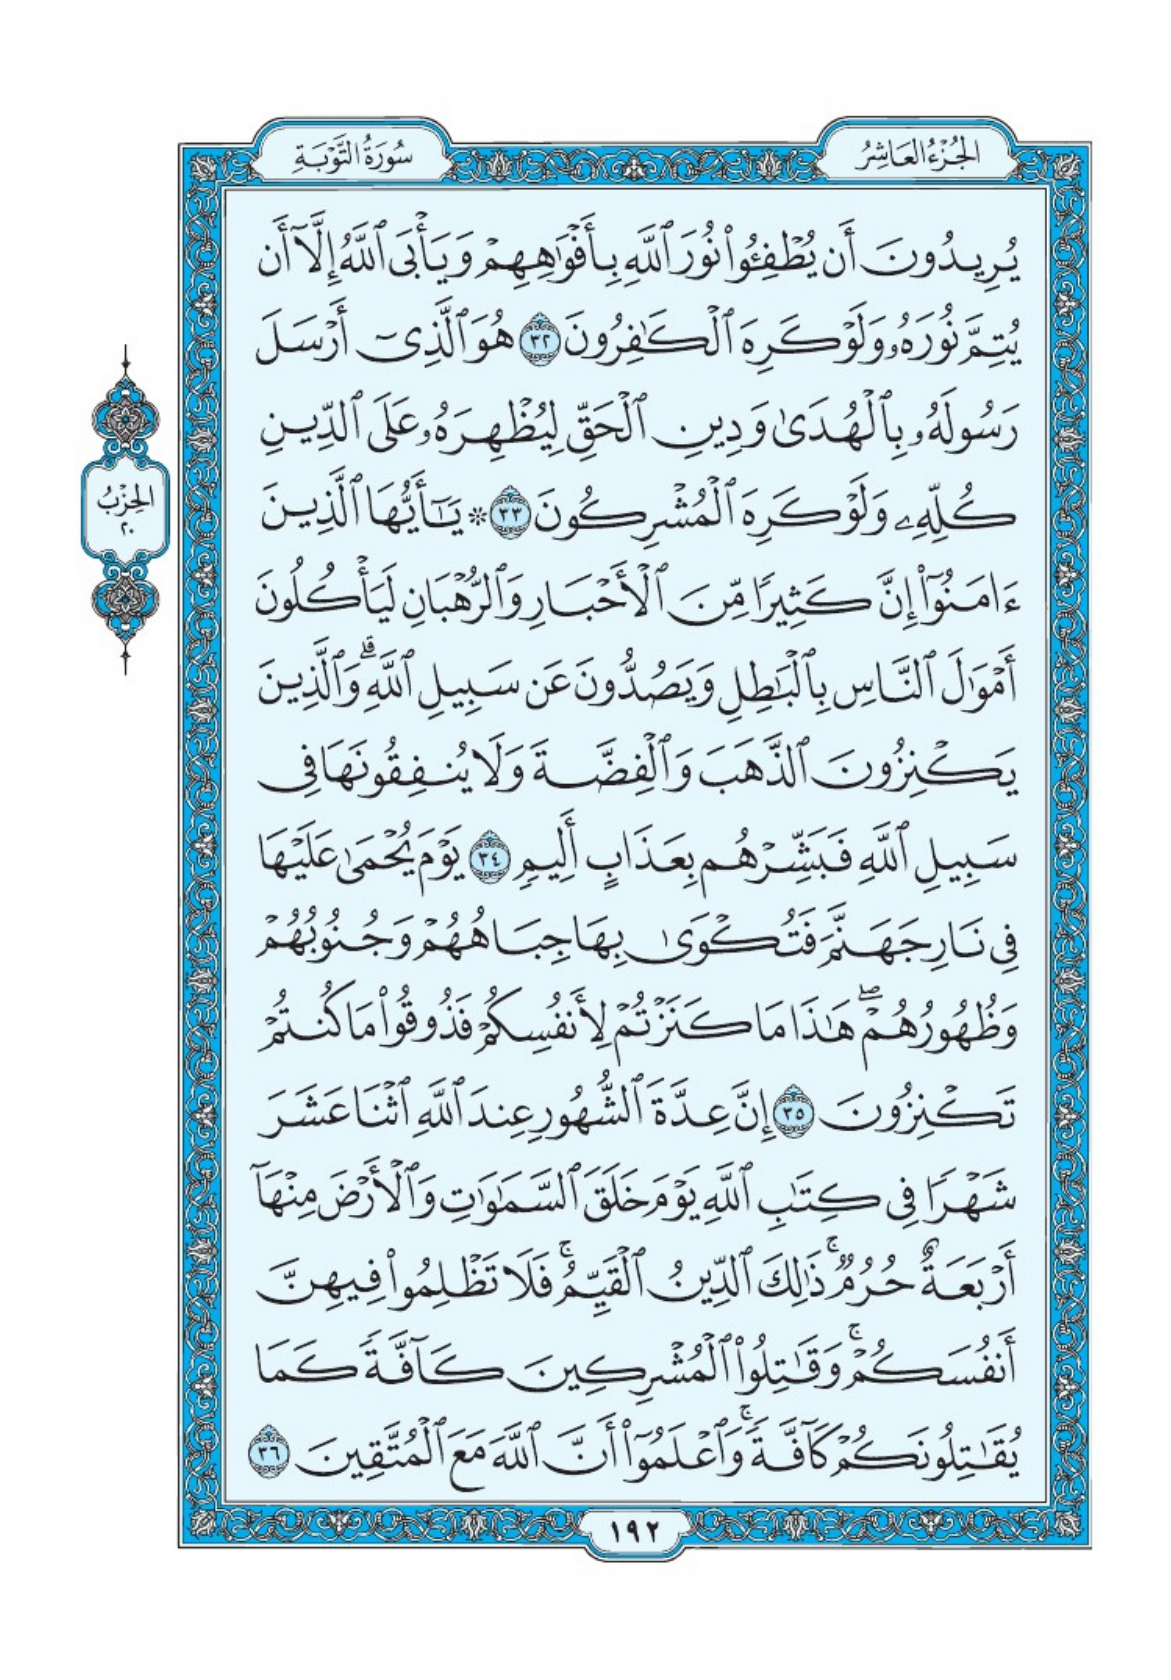 الجُزْءُ العَاشِرُ
سُورَةُ التَّوْبَةِ
يُرِيدُونَ أَن يُطْفِـُٔوا۟ نُورَ ٱللَّهِ بِأَفْوَٰهِهِمْ وَيَأْبَى ٱللَّهُ إِلَّآ أَن
يُتِمَّ نُورَهُۥ وَلَوْ كَرِهَ ٱلْكَٰفِرُونَ ٣٢ هُوَ ٱلَّذِىٓ أَرْسَلَ
رَسُولَهُۥ بِٱلْهُدَىٰ وَدِينِ ٱلْحَقِّ لِيُظْهِرَهُۥ عَلَى ٱلدِّينِ
كُلِّهِۦ وَلَوْ كَرِهَ ٱلْمُشْرِكُونَ ٣٣ ۞ يَٰٓأَيُّهَا ٱلَّذِينَ
ءَامَنُوٓا۟ إِنَّ كَثِيرًا مِّنَ ٱلْأَحْبَارِ وَٱلرُّهْبَانِ لَيَأْكُلُونَ
أَمْوَٰلَ ٱلنَّاسِ بِٱلْبَٰطِلِ وَيَصُدُّونَ عَن سَبِيلِ ٱللَّهِ ۗ وَٱلَّذِينَ
يَكْنِزُونَ ٱلذَّهَبَ وَٱلْفِضَّةَ وَلَا يُنفِقُونَهَا فِى
سَبِيلِ ٱللَّهِ فَبَشِّرْهُم بِعَذَابٍ أَلِيمٍ ٣٤ يَوْمَ يُحْمَىٰ عَلَيْهَا
فِى نَارِ جَهَنَّمَ فَتُكْوَىٰ بِهَا جِبَاهُهُمْ وَجُنُوبُهُمْ
وَظُهُورُهُمْ ۖ هَٰذَا مَا كَنَزْتُمْ لِأَنفُسِكُمْ فَذُوقُوا۟ مَا كُنتُمْ
تَكْنِزُونَ ٣٥ إِنَّ عِدَّةَ ٱلشُّهُورِ عِندَ ٱللَّهِ ٱثْنَا عَشَرَ
شَهْرًا فِى كِتَٰبِ ٱللَّهِ يَوْمَ خَلَقَ ٱلسَّمَٰوَٰتِ وَٱلْأَرْضَ مِنْهَآ
أَرْبَعَةٌ حُرُمٌ ۚ ذَٰلِكَ ٱلدِّينُ ٱلْقَيِّمُ ۚ فَلَا تَظْلِمُوا۟ فِيهِنَّ
أَنفُسَكُمْ ۚ وَقَٰتِلُوا۟ ٱلْمُشْرِكِينَ كَآفَّةً كَمَا
يُقَٰتِلُونَكُمْ كَآفَّةً ۚ وَٱعْلَمُوٓا۟ أَنَّ ٱللَّهَ مَعَ ٱلْمُتَّقِينَ ٣٦
الحِزْبُ
٢٠
١٩٢